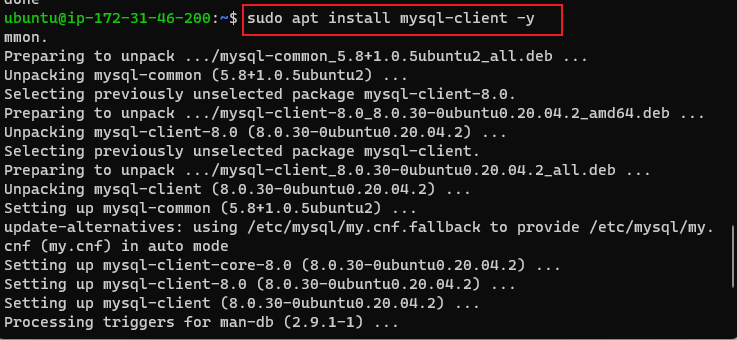 done
ubuntu@ip-172-31-46-200:~$ sudo apt install mysql-client -y
mmon.
Preparing to unpack .../mysql-common_5.8+1.0.5ubuntu2_all.deb ...
Unpacking mysql-common (5.8+1.0.5ubuntu2) ...
Selecting previously unselected package mysql-client-8.0.
Preparing to unpack .../mysql-client-8.0_8.0.30-0ubuntu0.20.04.2_amd64.deb ...
Unpacking mysql-client-8.0 (8.0.30-0ubuntu0.20.04.2) ...
Selecting previously unselected package mysql-client.
Preparing to unpack .../mysql-client_8.0.30-0ubuntu0.20.04.2_all.deb ...
Unpacking mysql-client (8.0.30-0ubuntu0.20.04.2) ...
Setting up mysql-common (5.8+1.0.5ubuntu2) ...
update-alternatives: using /etc/mysql/my.cnf.fallback to provide /etc/mysql/my.
cnf (my.cnf) in auto mode
Setting up mysql-client-core-8.0 (8.0.30-0ubuntu0.20.04.2) ...
Setting up mysql-client-8.0 (8.0.30-0ubuntu0.20.04.2) ...
Setting up mysql-client (8.0.30-0ubuntu0.20.04.2) ...
Processing triggers for man-db (2.9.1-1) ...